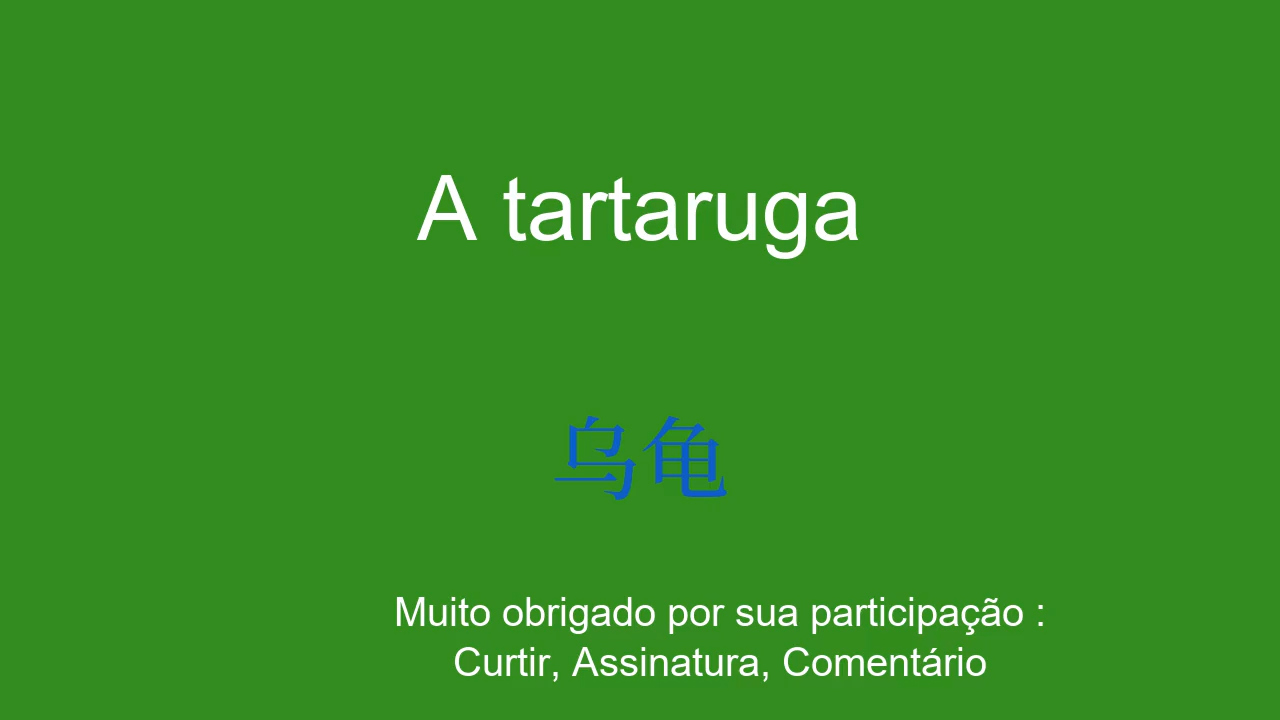 A tartaruga
乌龟
Muito obrigado por sua participação :
Curtir, Assinatura, Comentário